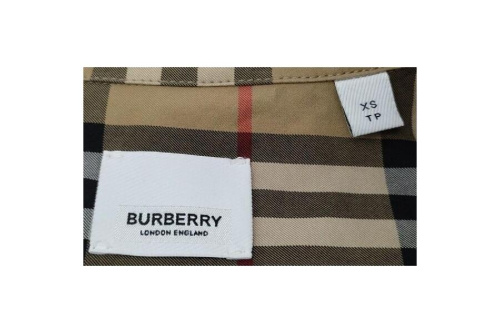 XS
TP
BURBERRY
LONDON ENGLAND